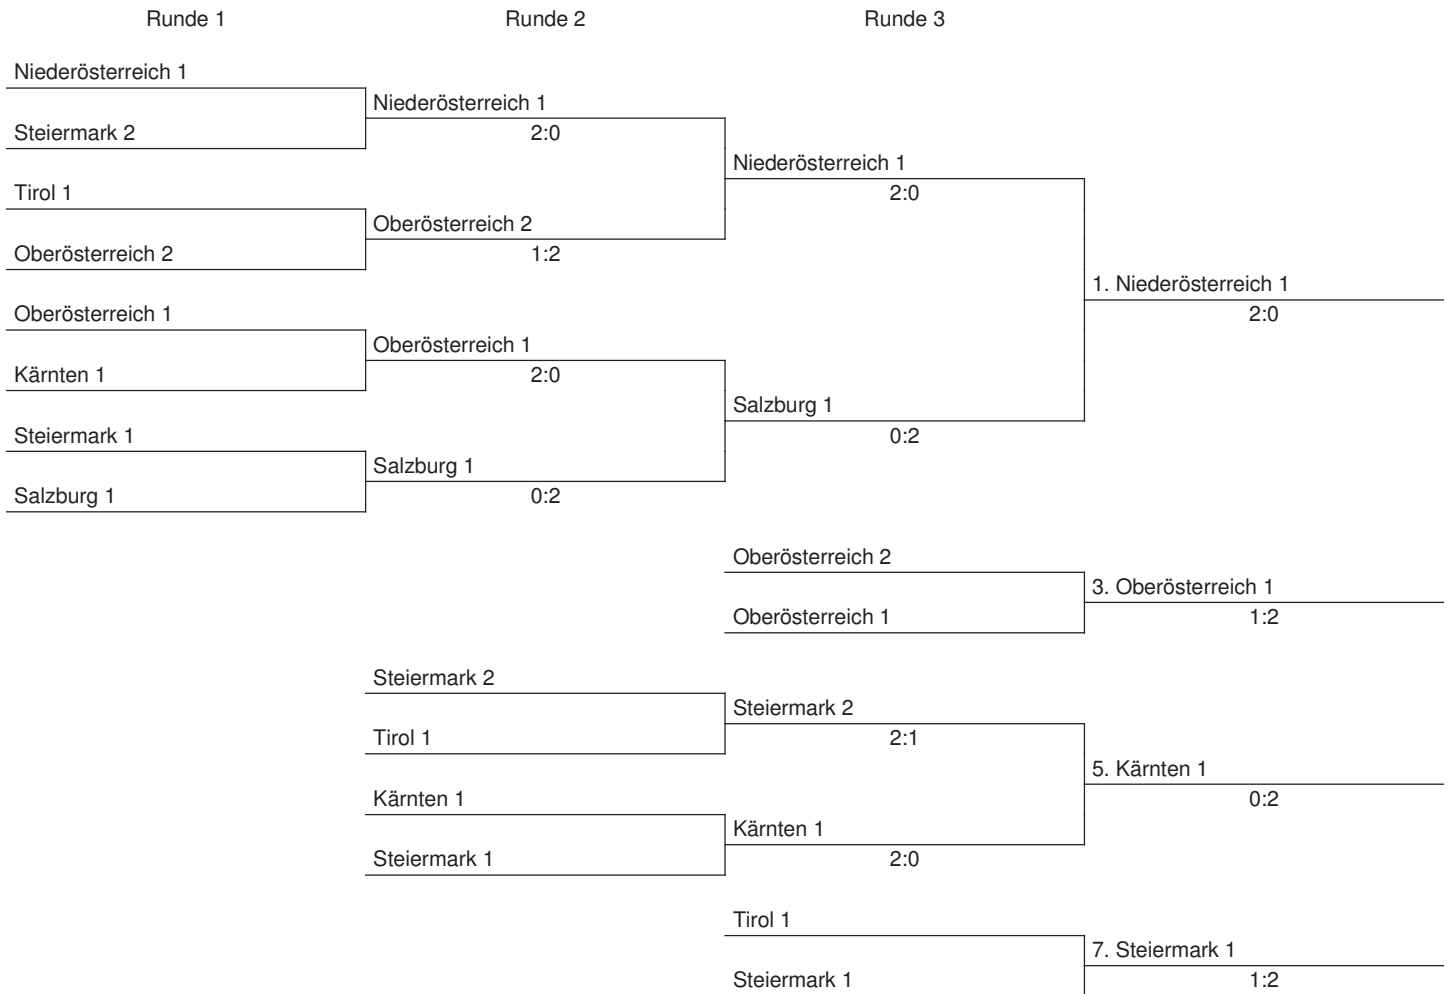 Runde 1 Runde 2 Runde 3
Niederösterreich 1
Niederösterreich 1
Steiermark 2 2:0
Niederösterreich 1
Tirol 1 2:0
Oberösterreich 2
Oberösterreich 2 1:2
1. Niederösterreich 1
Oberösterreich 1 2:0
Oberösterreich 1
Kärnten 1 2:0
Salzburg 1
Steiermark 1 0:2
Salzburg 1
Salzburg 1 0:2
Oberösterreich 2
3. Oberösterreich 1
Oberösterreich 1 1:2
Steiermark 2
Steiermark 2
Tirol 1 2:1
5. Kärnten 1
Kärnten 1 0:2
Kärnten 1
Steiermark 1 2:0
Tirol 1
7. Steiermark 1
Steiermark 1 1:2